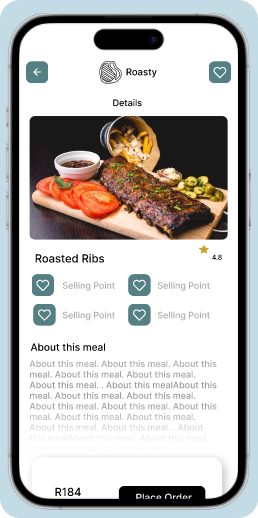 Roasty
Details
Roasted Ribs
4.8
Selling Point
Selling Point
Selling Point
Selling Point
About this meal
About this meal. About this meal. About this
meal. About this meal. About this meal.
About this meal. . About this mealAbout this
meal. About this meal. About this meal.
About this meal. About this meal. About this
meal. About this meal. About this meal.
About this meal. About this meal. . About
this mealAbout this meal. About this meal.
R184
Place Order